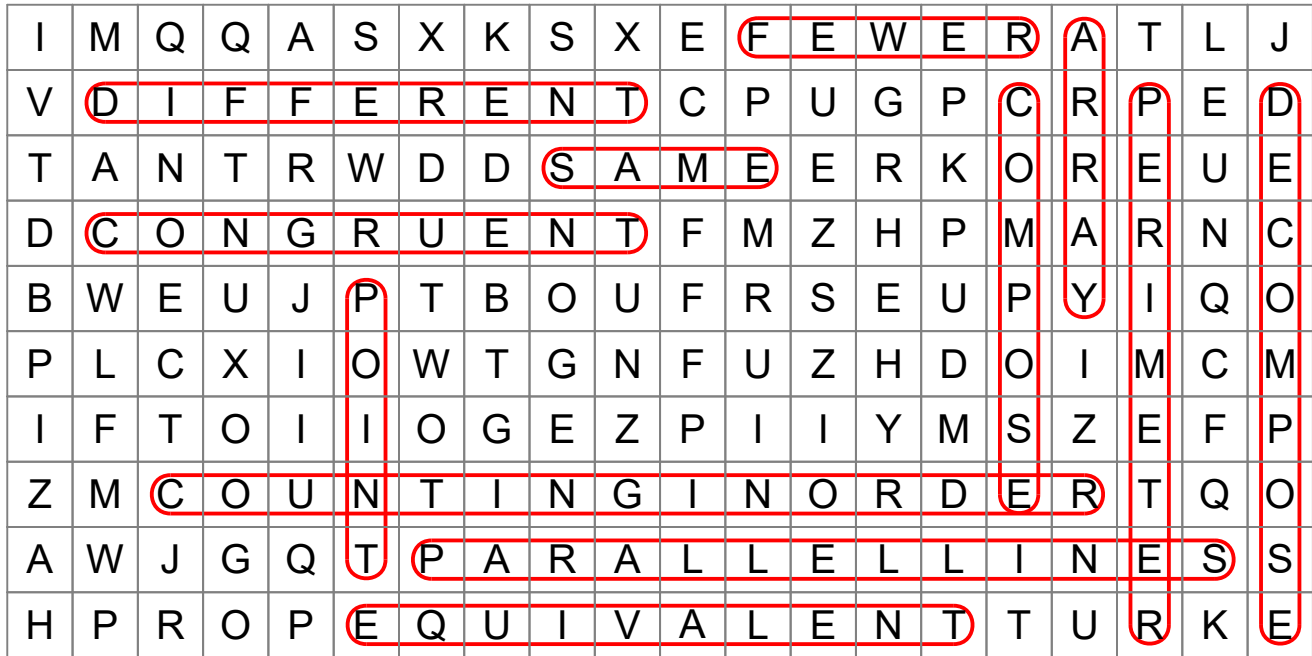 I M Q Q A S X K S X E F E W E R A T L J
V D I F F E R E N T C P U G P C R P E D
T A N T R W D D S A M E E R K O R E U E
D C O N G R U E N T F M Z H P M A R N C
B W E U J P T B O U F R S E U P Y I Q O
P L C X I O W T G N F U Z H D O I M C M
I F T O I I O G E Z P I I Y M S Z E F P
Z M C O U N T I N G I N O R D E R T Q O
A W J G Q T P A R A L L E L L I N E S S
H P R O P E Q U I V A L E N T T U R K E